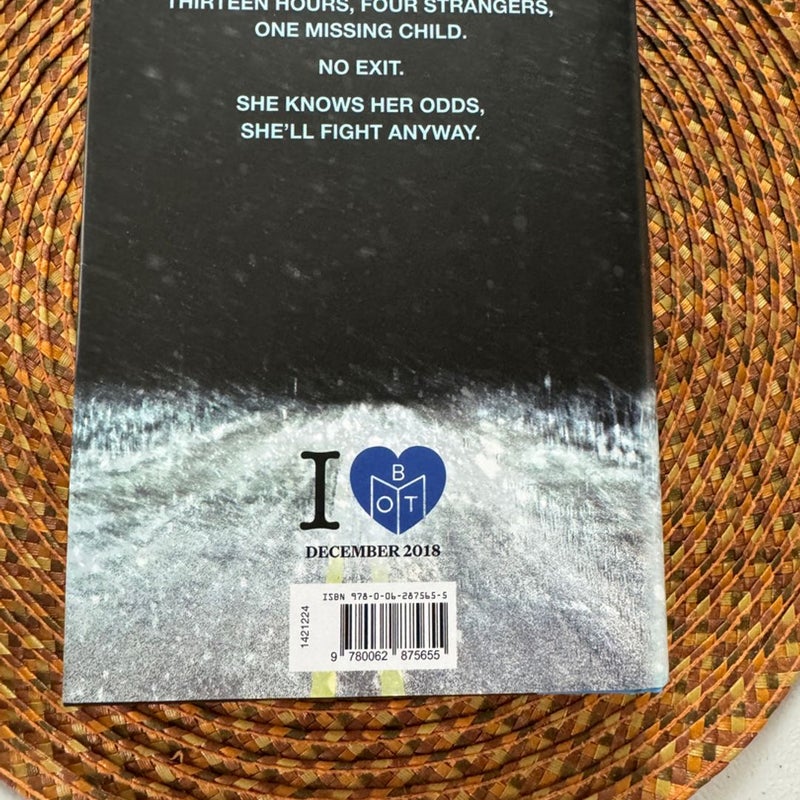 THIRTEEN HOURS, FOUR STRANGERS,
ONE MISSING CHILD.
NO EXIT.
SHE KNOWS HER ODDS,
SHE'LL FIGHT ANYWAY.
I
B
O T
DECEMBER 2018
ISBN 978-0-06-287565-5
1421224
9 780062 875655